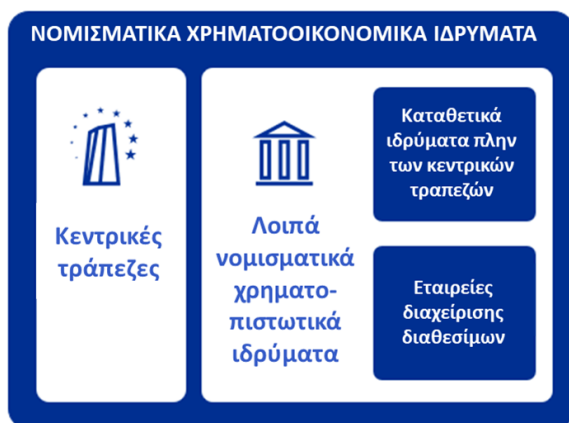 ΝΟΜΙΣΜΑΤΙΚΑ ΧΡΗΜΑΤΟΟΙΚΟΝΟΜΙΚΑ ΙΔΡΥΜΑΤΑ
Κεντρικές
τράπεζες
Λοιπά
νομισματικά
χρηματο-
πιστωτικά
ιδρύματα
Καταθετικά
ιδρύματα πλην
των κεντρικών
τραπεζών
Εταιρείες
διαχείρισης
διαθεσίμων